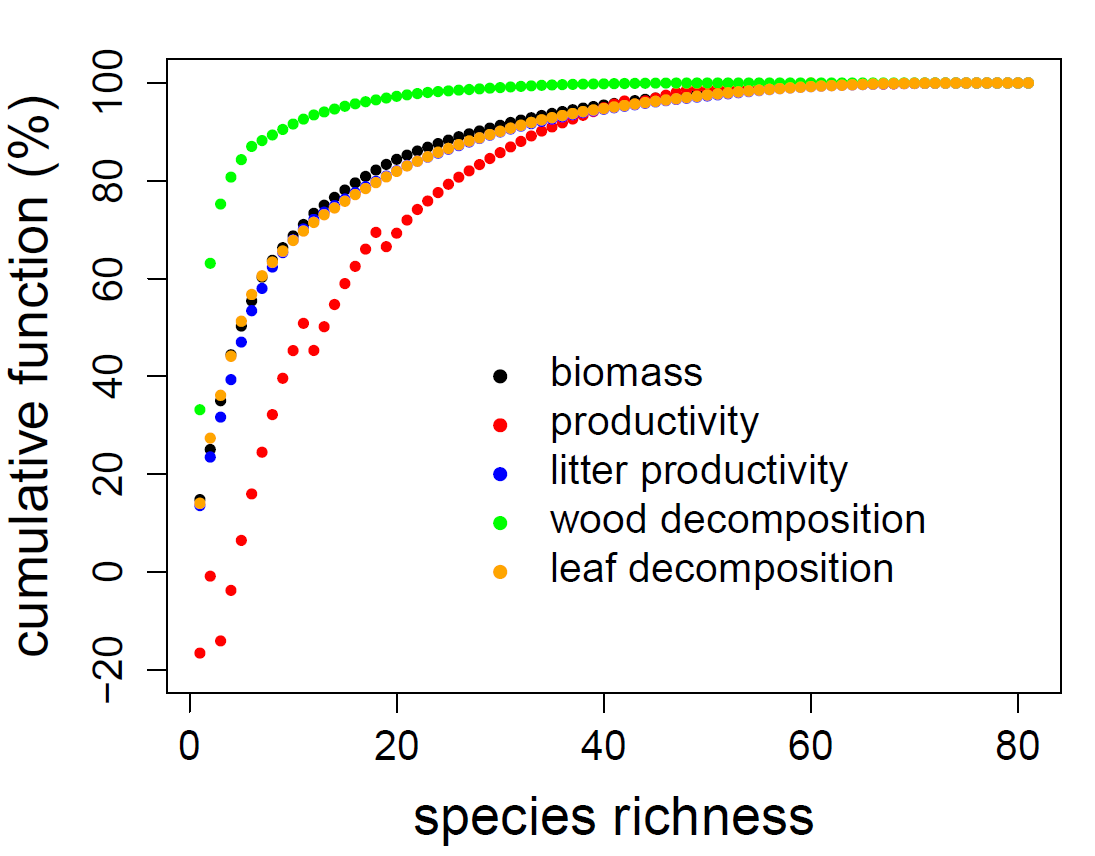 cumulative function (%)
100
80
60
40
20
0
−20
biomass
productivity
litter productivity
wood decomposition
leaf decomposition
0 20 40 60 80
species richness